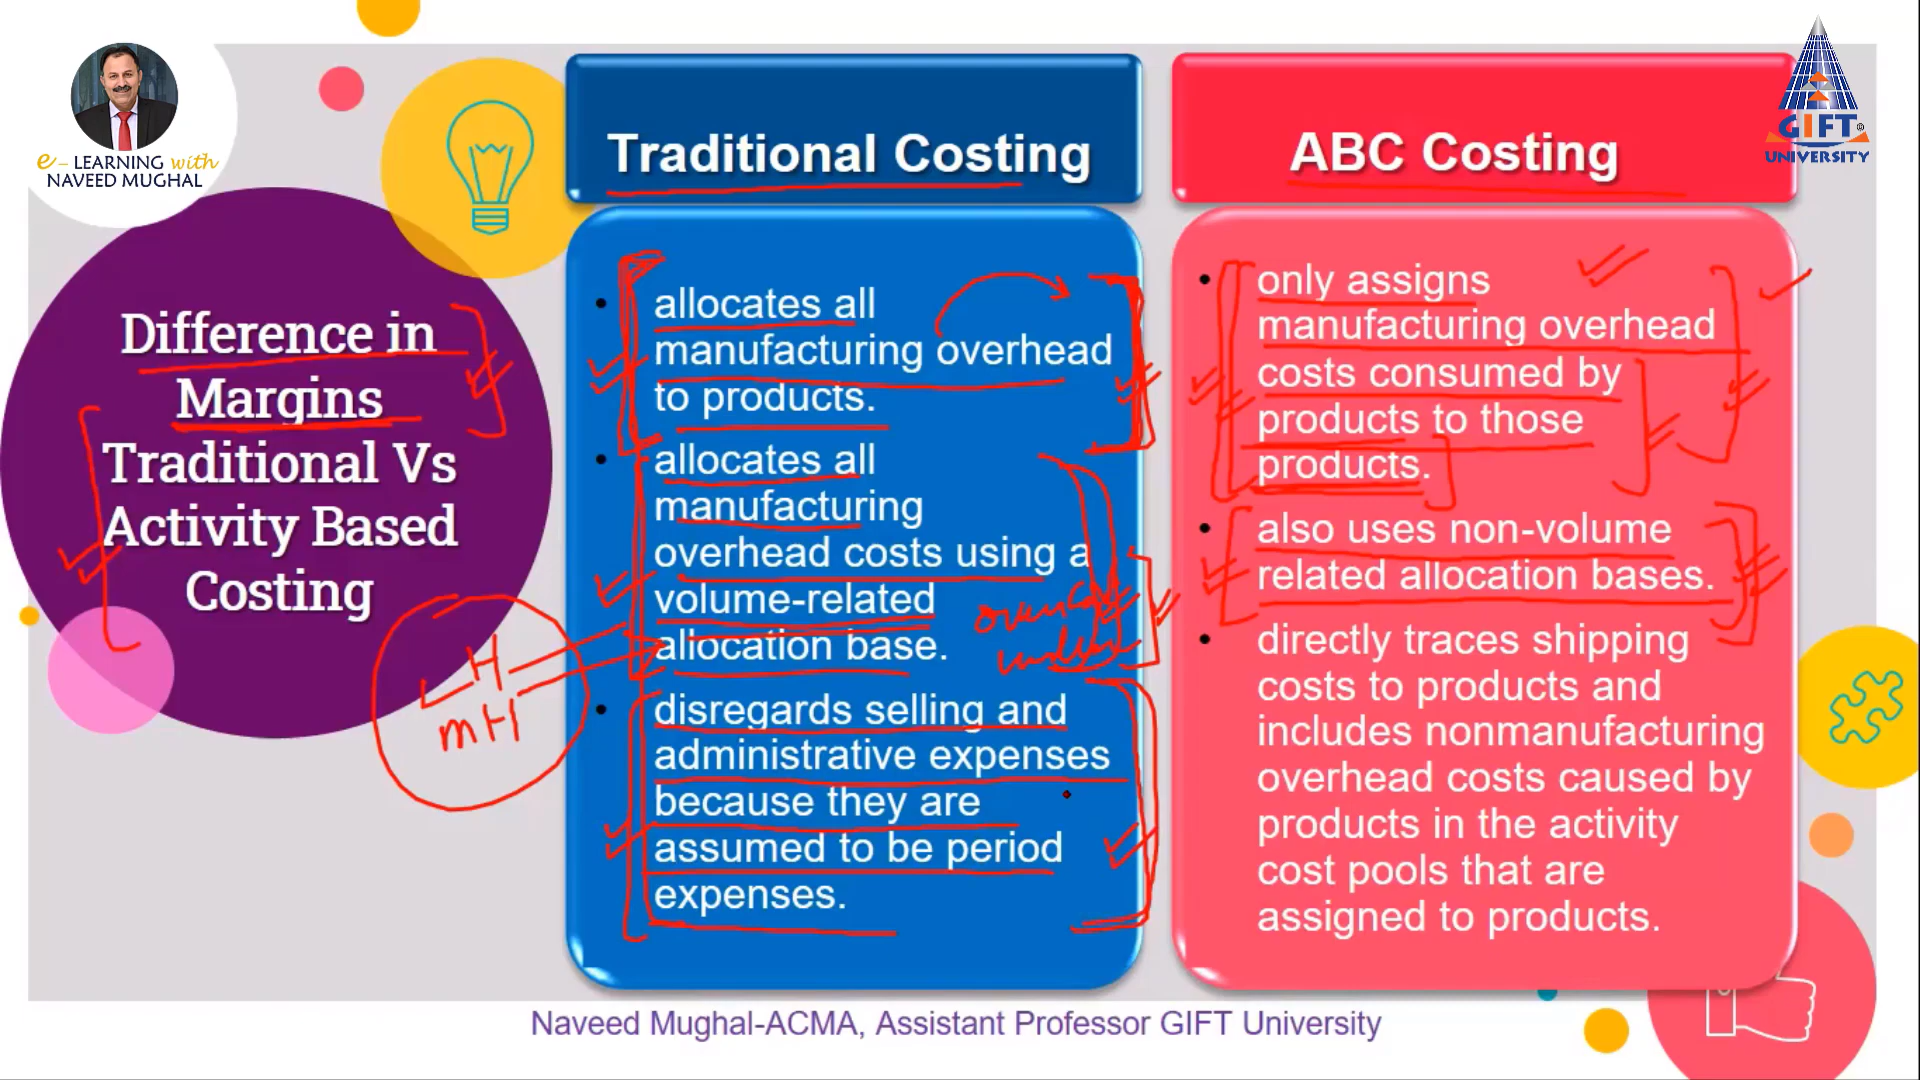 e- LEARNING with
NAVEED MUGHAL
Difference in
Margins
Traditional Vs
Activity Based
Costing
LH
mH
Traditional Costing
• allocates all
manufacturing overhead
to products.
• allocates all
manufacturing
overhead costs using a
volume-related
allocation base.
• disregards selling and
administrative expenses
because they are
assumed to be period
expenses.
ABC Costing
• only assigns
manufacturing overhead
costs consumed by
products to those
products.
• also uses non-volume
related allocation bases.
• directly traces shipping
costs to products and
includes nonmanufacturing
overhead costs caused by
products in the activity
cost pools that are
assigned to products.
GIFT®
UNIVERSITY
Naveed Mughal-ACMA, Assistant Professor GIFT University